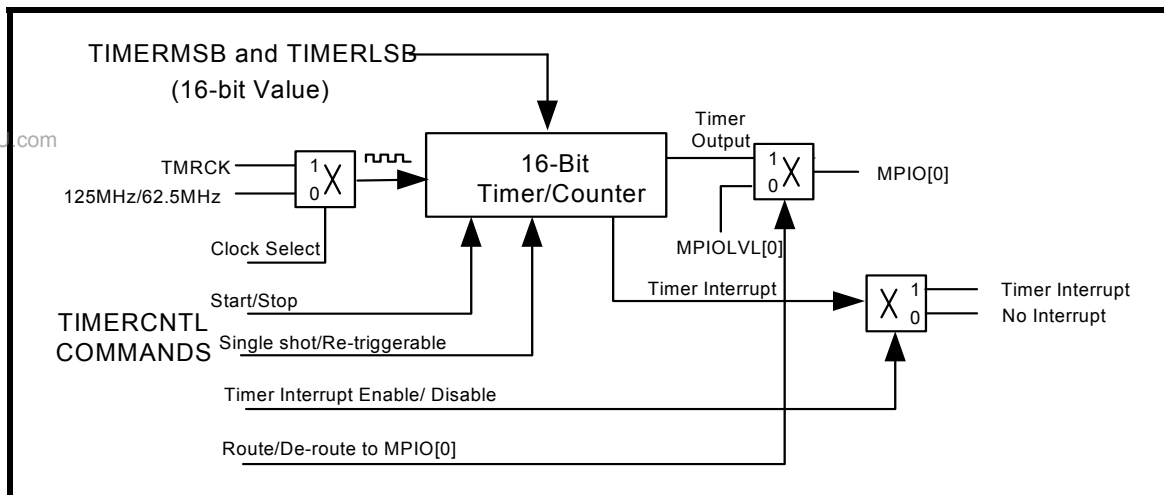 TIMERMSB and TIMERLSB
(16-bit Value)
Timer
Output
16-Bit
Timer/Counter
1
X
0
MPIO[0]
TMRCK
125MHz/62.5MHz
1
X
0
MPIOLVL[0]
Clock Select
Timer Interrupt
X
1
0
Timer Interrupt
No Interrupt
Start/Stop
TIMERCNTL
COMMANDS
Single shot/Re-triggerable
Timer Interrupt Enable/ Disable
Route/De-route to MPIO[0]